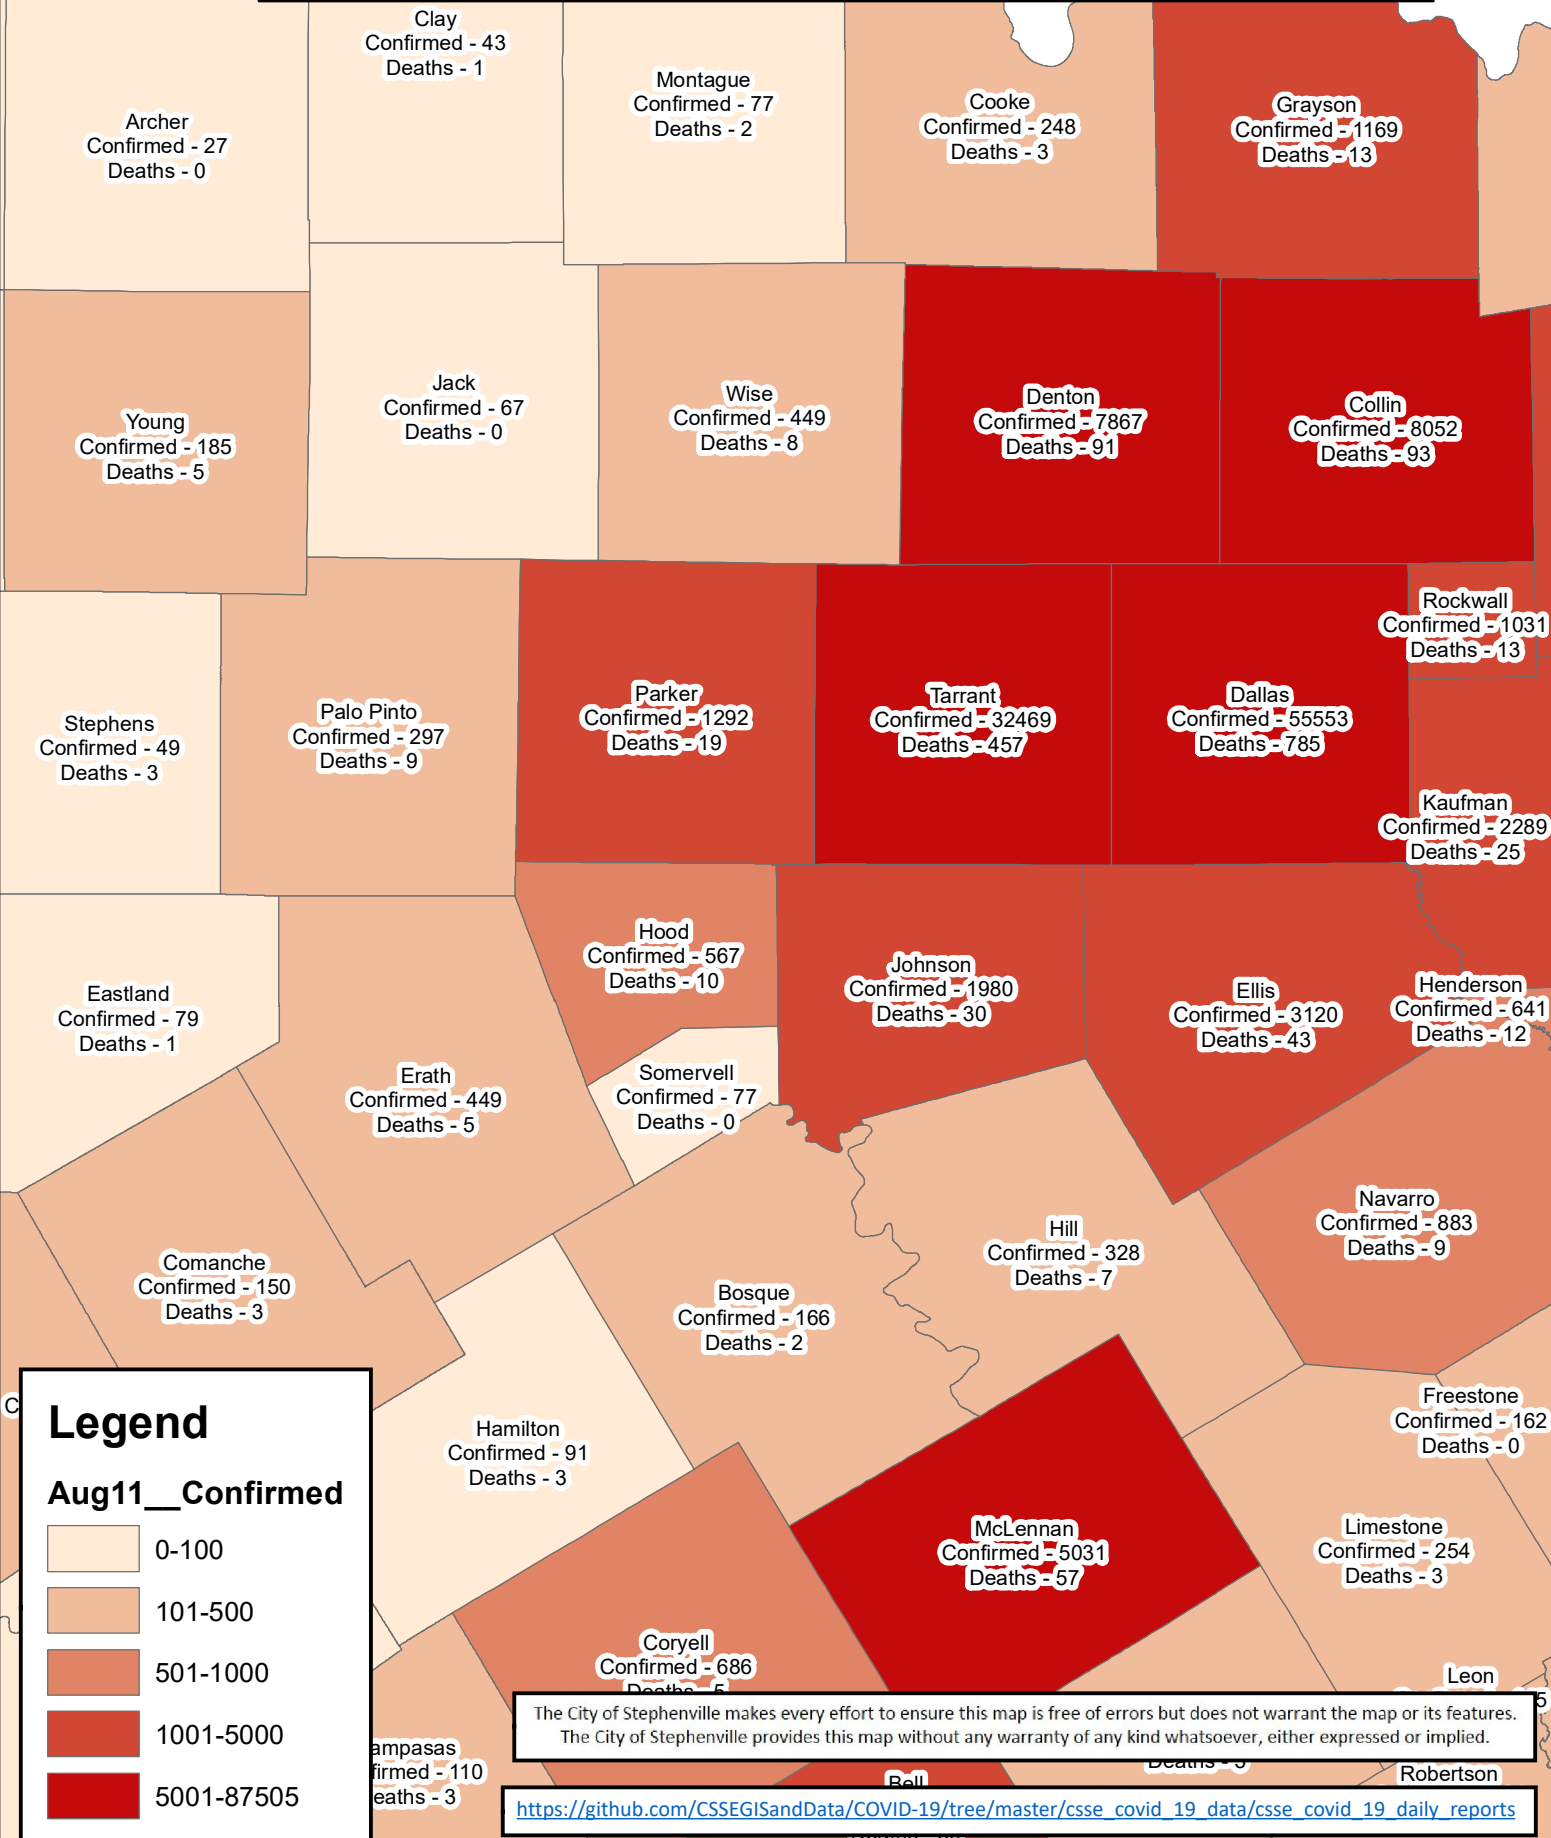 Clay
Confirmed - 43
Deaths - 1
Montague
Confirmed - 77
Deaths - 2
Cooke
Confirmed - 248
Deaths - 3
Grayson
Confirmed - 1169
Deaths - 13
Archer
Confirmed - 27
Deaths - 0
Young
Confirmed - 185
Deaths - 5
Jack
Confirmed - 67
Deaths - 0
Wise
Confirmed - 449
Deaths - 8
Denton
Confirmed - 7867
Deaths - 91
Collin
Confirmed - 8052
Deaths - 93
Rockwall
Confirmed - 1031
Deaths - 13
Stephens
Confirmed - 49
Deaths - 3
Palo Pinto
Confirmed - 297
Deaths - 9
Parker
Confirmed - 1292
Deaths - 19
Tarrant
Confirmed - 32469
Deaths - 457
Dallas
Confirmed - 55553
Deaths - 785
Kaufman
Confirmed - 2289
Deaths - 25
Eastland
Confirmed - 79
Deaths - 1
Hood
Confirmed - 567
Deaths - 10
Johnson
Confirmed - 1980
Deaths - 30
Ellis
Confirmed - 3120
Deaths - 43
Henderson
Confirmed - 641
Deaths - 12
Erath
Confirmed - 449
Deaths - 5
Somervell
Confirmed - 77
Deaths - 0
Comanche
Confirmed - 150
Deaths - 3
Bosque
Confirmed - 166
Deaths - 2
Hill
Confirmed - 328
Deaths - 7
Navarro
Confirmed - 883
Deaths - 9
Hamilton
Confirmed - 91
Deaths - 3
Freestone
Confirmed - 162
Deaths - 0
McLennan
Confirmed - 5031
Deaths - 57
Limestone
Confirmed - 254
Deaths - 3
Coryell
Confirmed - 686
Deaths - 5
Leon
5
ampasas
firmed - 110
eaths - 3
Deaths - 3
Bell
Robertson
C
Legend
Aug11__Confirmed
0-100
101-500
501-1000
1001-5000
5001-87505
The City of Stephenville makes every effort to ensure this map is free of errors but does not warrant the map or its features.
The City of Stephenville provides this map without any warranty of any kind whatsoever, either expressed or implied.
https://github.com/CSSEGISandData/COVID-19/tree/master/csse_covid_19_data/csse_covid_19_daily_reports